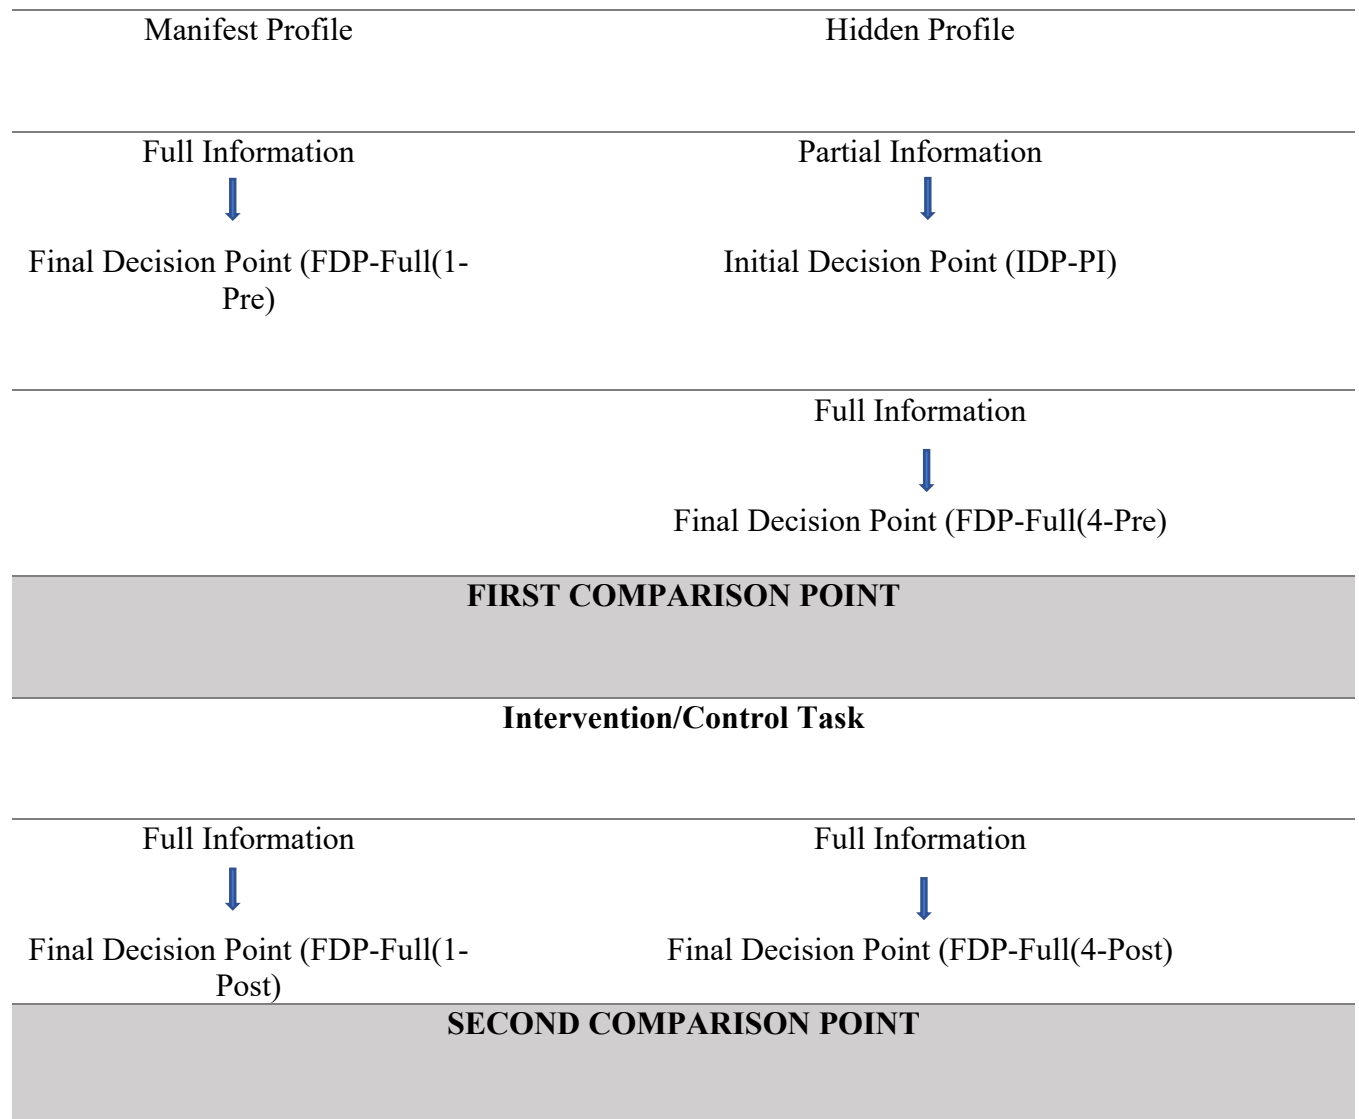 Manifest Profile
Hidden Profile
Full Information
Partial Information
Final Decision Point (FDP-Full(1-
Pre)
Initial Decision Point (IDP-PI)
Full Information
Final Decision Point (FDP-Full(4-Pre)
FIRST COMPARISON POINT
Intervention/Control Task
Full Information
Full Information
Final Decision Point (FDP-Full(1-
Post)
Final Decision Point (FDP-Full(4-Post)
SECOND COMPARISON POINT